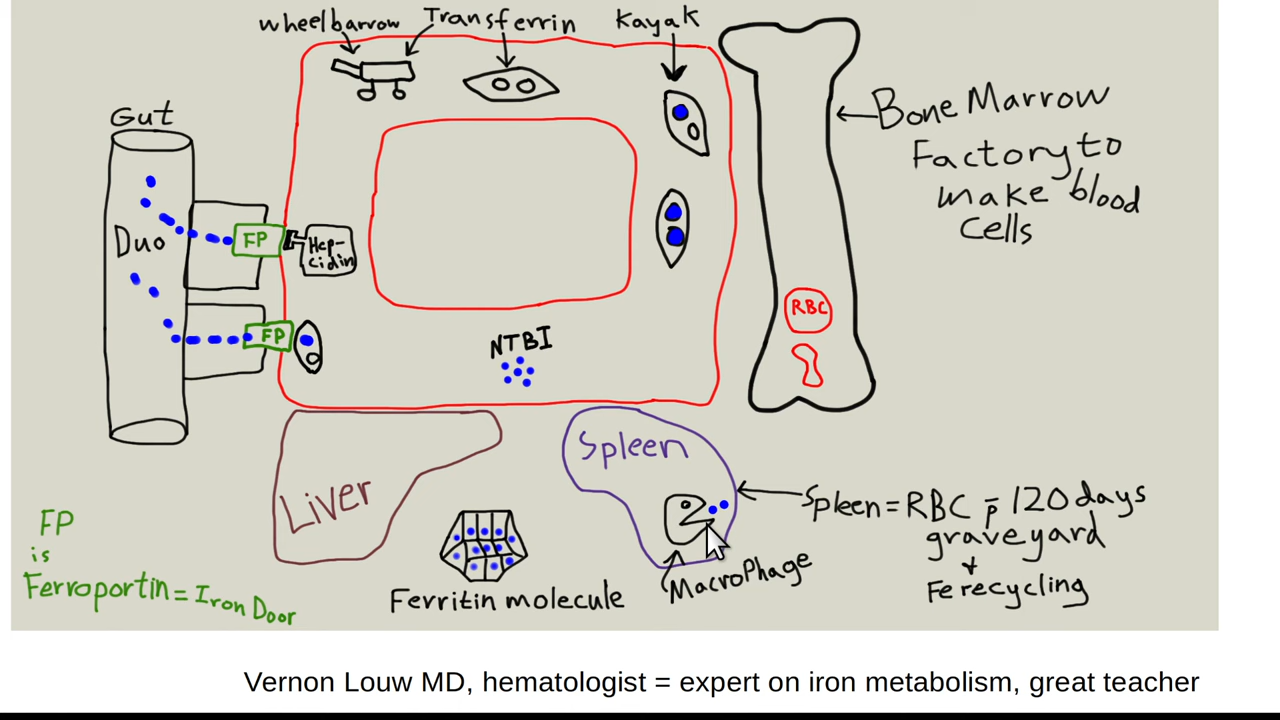 wheelbarrow
Transferrin
Kayak
Gut
Duo
FP
Hep-
cidin
FP
NTBI
Bone Marrow
Factory to
make blood
cells
RBC
Liver
Spleen
Spleen = RBC p̄ 120 days
graveyard
+
Fe recycling
MacroPhage
Ferritin molecule
FP
is
Ferroportin = Iron Door
Vernon Louw MD, hematologist = expert on iron metabolism, great teacher